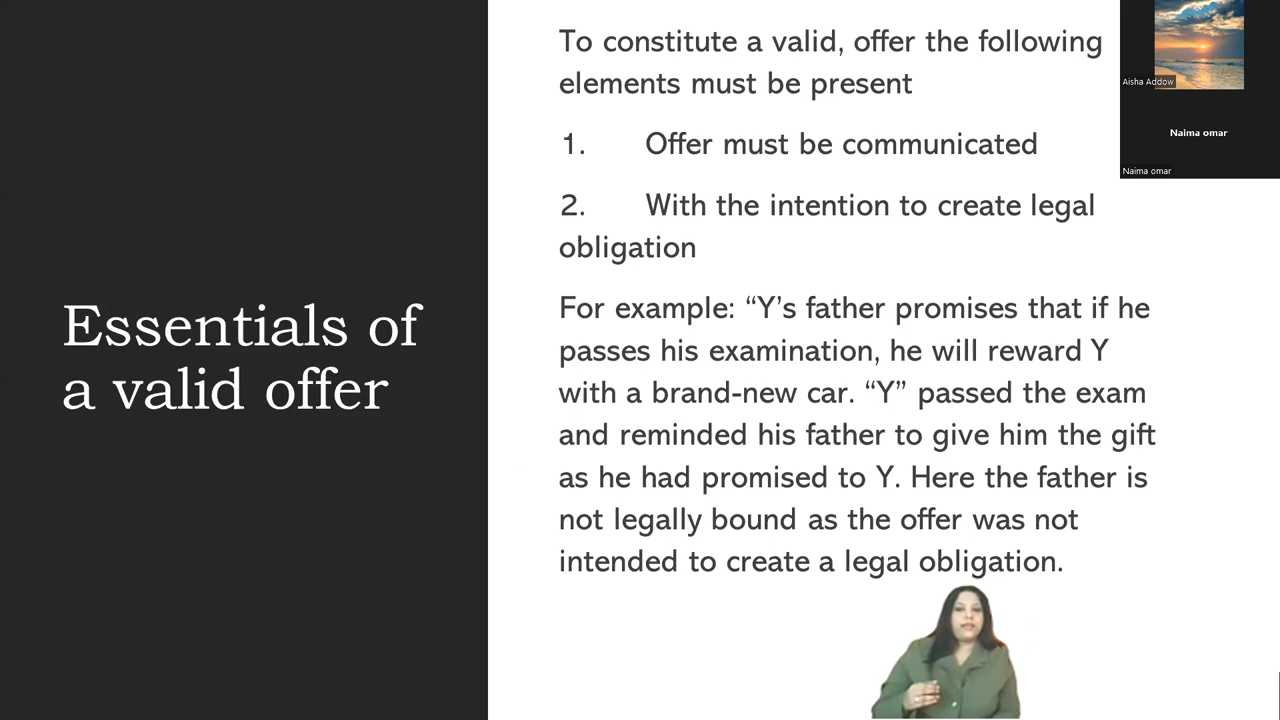 Essentials of
a valid offer
To constitute a valid, offer the following
elements must be present
1. Offer must be communicated
2. With the intention to create legal
obligation
For example: “Y’s father promises that if he
passes his examination, he will reward Y
with a brand-new car. “Y” passed the exam
and reminded his father to give him the gift
as he had promised to Y. Here the father is
not legally bound as the offer was not
intended to create a legal obligation.
Aisha Addow
Naima omar
Naima omar